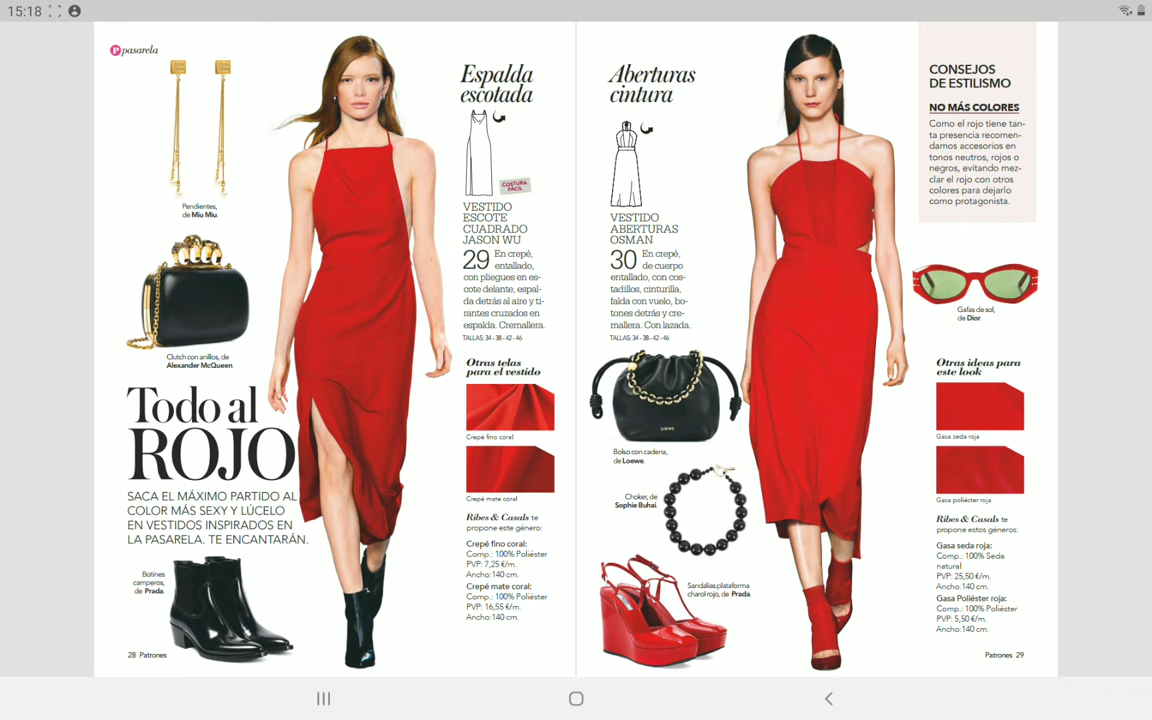 15:18
pasarela
Pendientes,
de Miu Miu.
Clutch con anillos, de
Alexander McQueen.
Todo al
ROJO
SACA EL MÁXIMO PARTIDO AL
COLOR MÁS SEXY Y LÚCELO
EN VESTIDOS INSPIRADOS EN
LA PASARELA. TE ENCANTARÁN.
Botines
camperos,
de Prada.
28 Patrones
Espalda
escotada
COSTURA
FÁCIL
VESTIDO
ESCOTE
CUADRADO
JASON WU
29 En crepé,
entallado,
con pliegues en es-
cote delante, espal-
da detrás al aire y ti-
rantes cruzados en
espalda. Cremallera.
TALLAS: 34 - 38 - 42 - 46
Otras telas
para el vestido
Crepé fino coral
Crepé mate coral
Ribes & Casals te
propone este género:
Crepé fino coral:
Comp.: 100% Poliéster
PVP: 7,25 €/m.
Ancho:140 cm.
Crepé mate coral:
Comp.: 100% Poliéster
PVP: 16,55 €/m.
Ancho:140 cm.
Aberturas
cintura
VESTIDO
ABERTURAS
OSMAN
30 En crepé,
de cuerpo
entallado, con cos-
tadillos, cinturilla,
falda con vuelo, bo-
tones detrás y cre-
mallera. Con lazada.
TALLAS: 34 - 38 - 42 - 46
LOEWE
Bolso con cadena,
de Loewe.
Choker, de
Sophie Buhai.
Sandalias plataforma
charol rojo, de Prada.
CONSEJOS
DE ESTILISMO
NO MÁS COLORES
Como el rojo tiene tan-
ta presencia recomen-
damos accesorios en
tonos neutros, rojos o
negros, evitando mez-
clar el rojo con otros
colores para dejarlo
como protagonista.
Gafas de sol,
de Dior.
Otras ideas para
este look
Gasa seda roja
Gasa poliéster roja
Ribes & Casals te
propone estos géneros:
Gasa seda roja:
Comp.: 100% Seda
natural
PVP: 25,50 €/m.
Ancho:140 cm.
Gasa Poliéster roja:
Comp.: 100% Poliéster
PVP: 5,50 €/m.
Ancho:140 cm.
Patrones 29